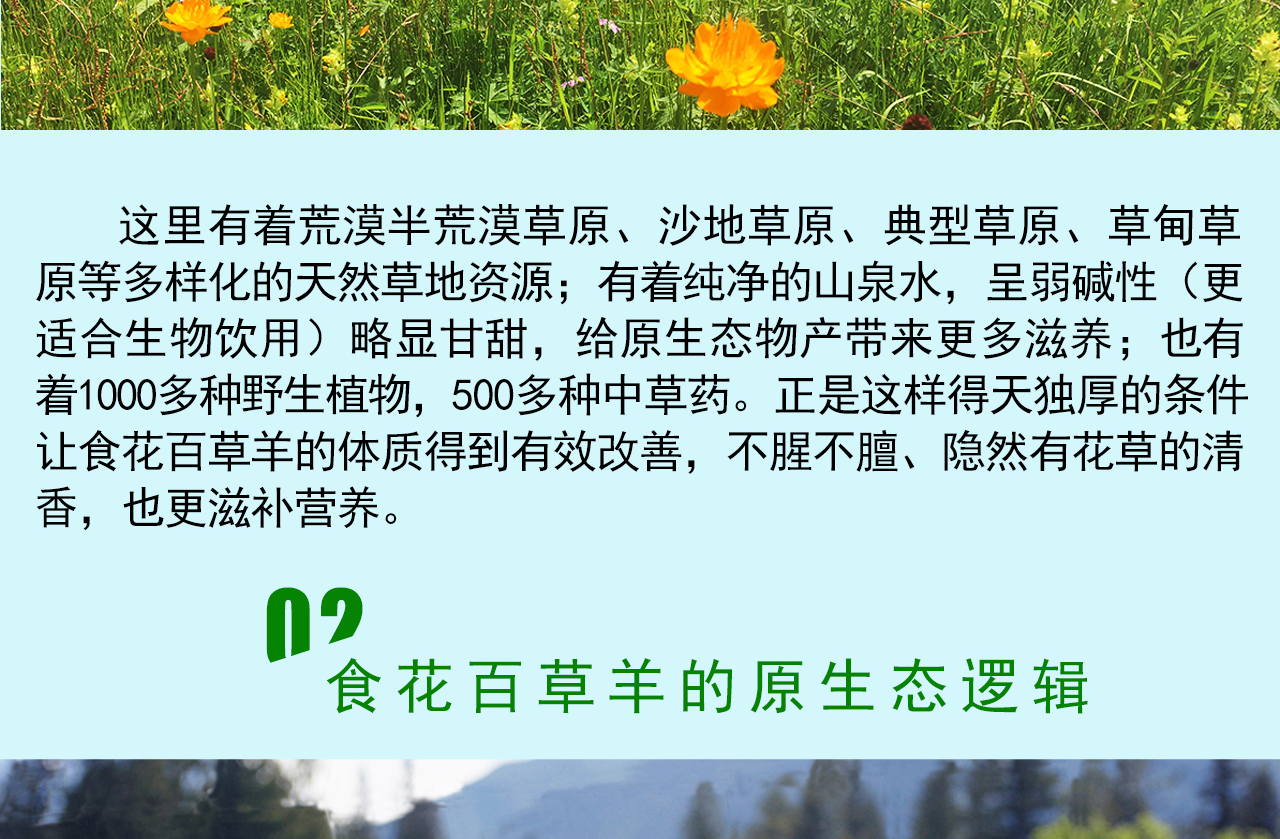 这里有着荒漠半荒漠草原、沙地草原、典型草原、草甸草
原等多样化的天然草地资源；有着纯净的山泉水，呈弱碱性（更
适合生物饮用）略显甘甜，给原生态物产带来更多滋养；也有
着1000多种野生植物，500多种中草药。正是这样得天独厚的条件
让食花百草羊的体质得到有效改善，不腥不膻、隐然有花草的清
香，也更滋补营养。
02
食花百草羊的原生态逻辑